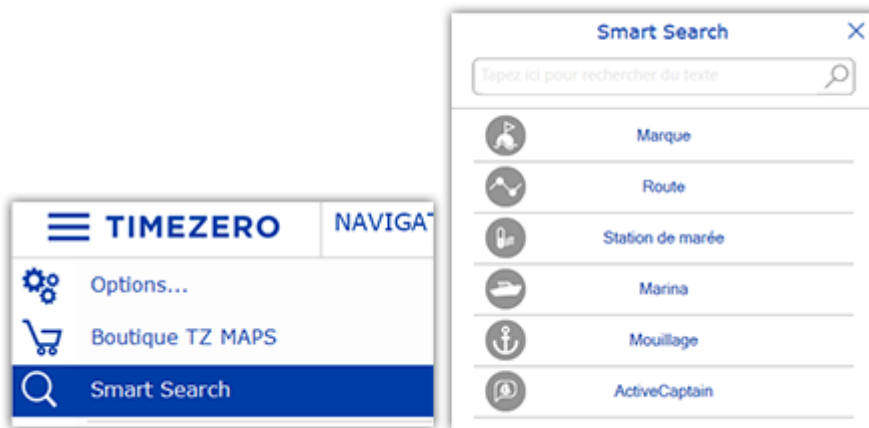 TIMEZERO
NAVIGAT
Options...
Boutique TZ MAPS
Smart Search
Smart Search
Tapez ici pour rechercher du texte
Marque
Route
Station de marée
Marina
Mouillage
ActiveCaptain